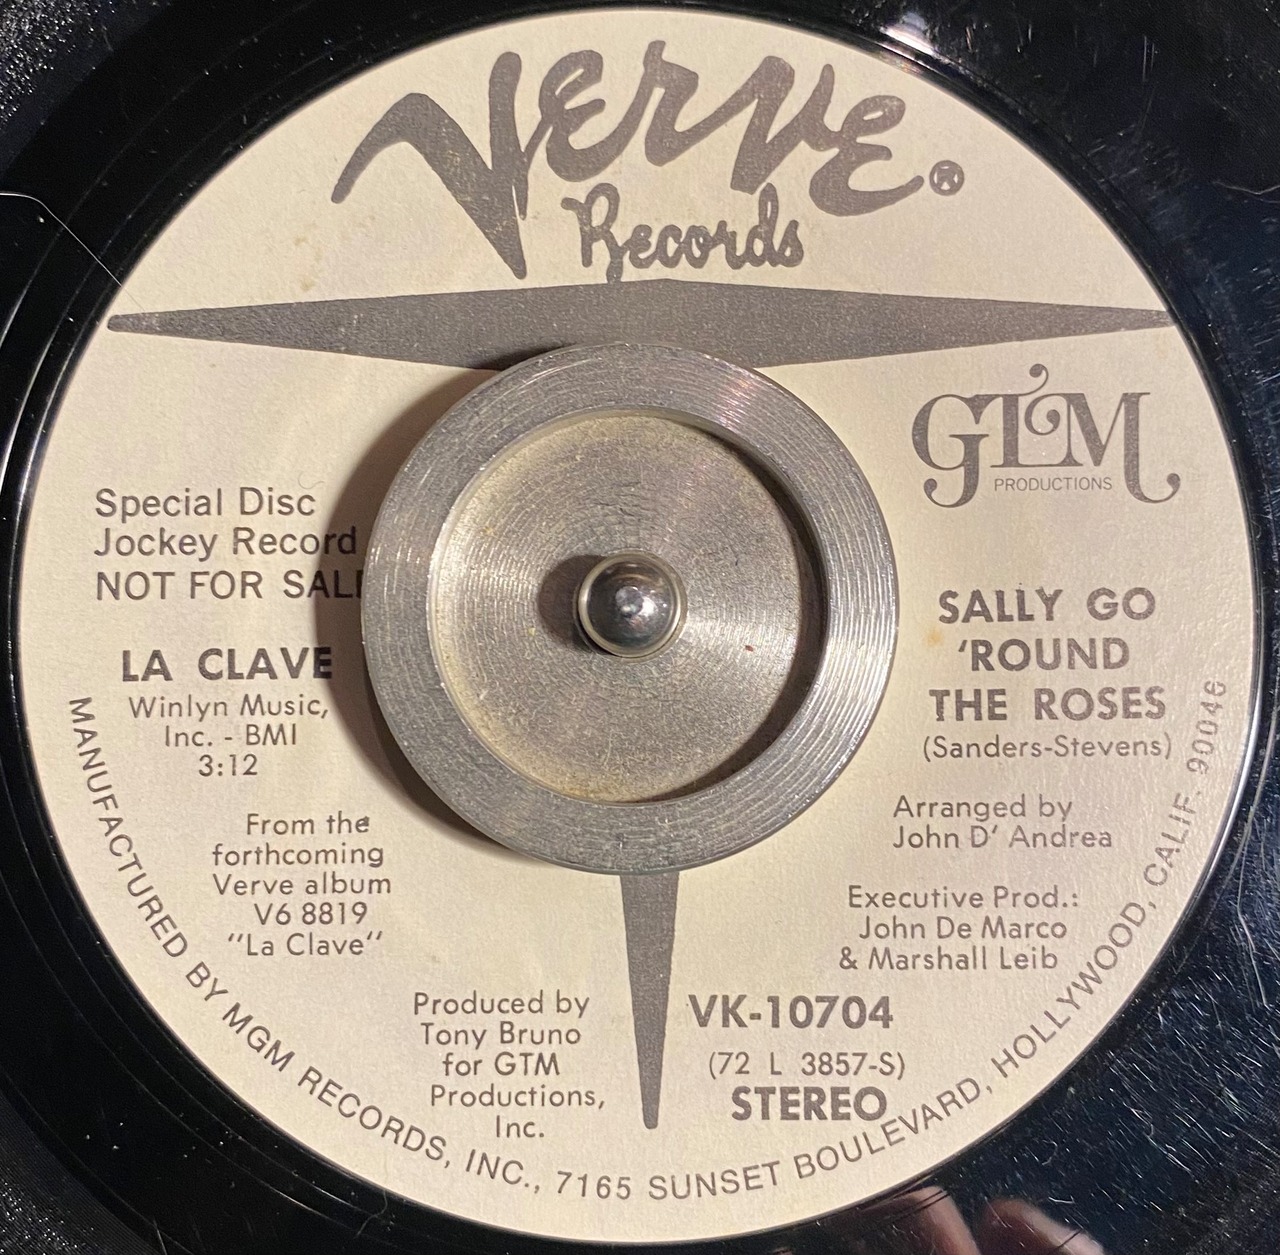 Verve®
Records
GTM
PRODUCTIONS
Special Disc
Jockey Record
NOT FOR SALE
LA CLAVE
Winlyn Music,
Inc. - BMI
3:12
From the
forthcoming
Verve album
V6 8819
"La Clave"
Produced by
Tony Bruno
for GTM
Productions,
Inc.
SALLY GO
'ROUND
THE ROSES
(Sanders-Stevens)
Arranged by
John D' Andrea
Executive Prod.:
John De Marco
& Marshall Leib
VK-10704
(72 L 3857-S)
STEREO
MANUFACTURED BY MGM RECORDS, INC., 7165 SUNSET BOULEVARD, HOLLYWOOD, CALIF. 90046